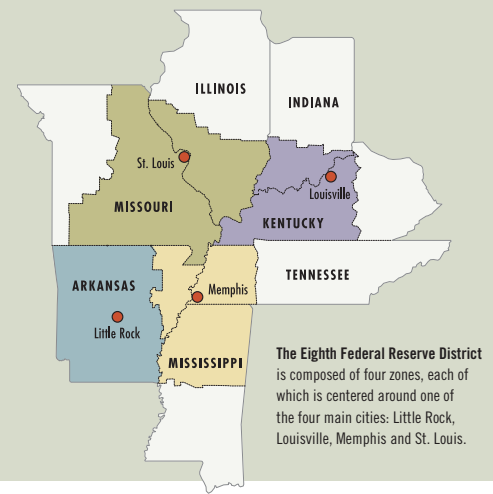 ILLINOIS
INDIANA
St. Louis
Louisville
MISSOURI
KENTUCKY
TENNESSEE
ARKANSAS
Memphis
Little Rock
MISSISSIPPI
The Eighth Federal Reserve District
is composed of four zones, each of
which is centered around one of
the four main cities: Little Rock,
Louisville, Memphis and St. Louis.